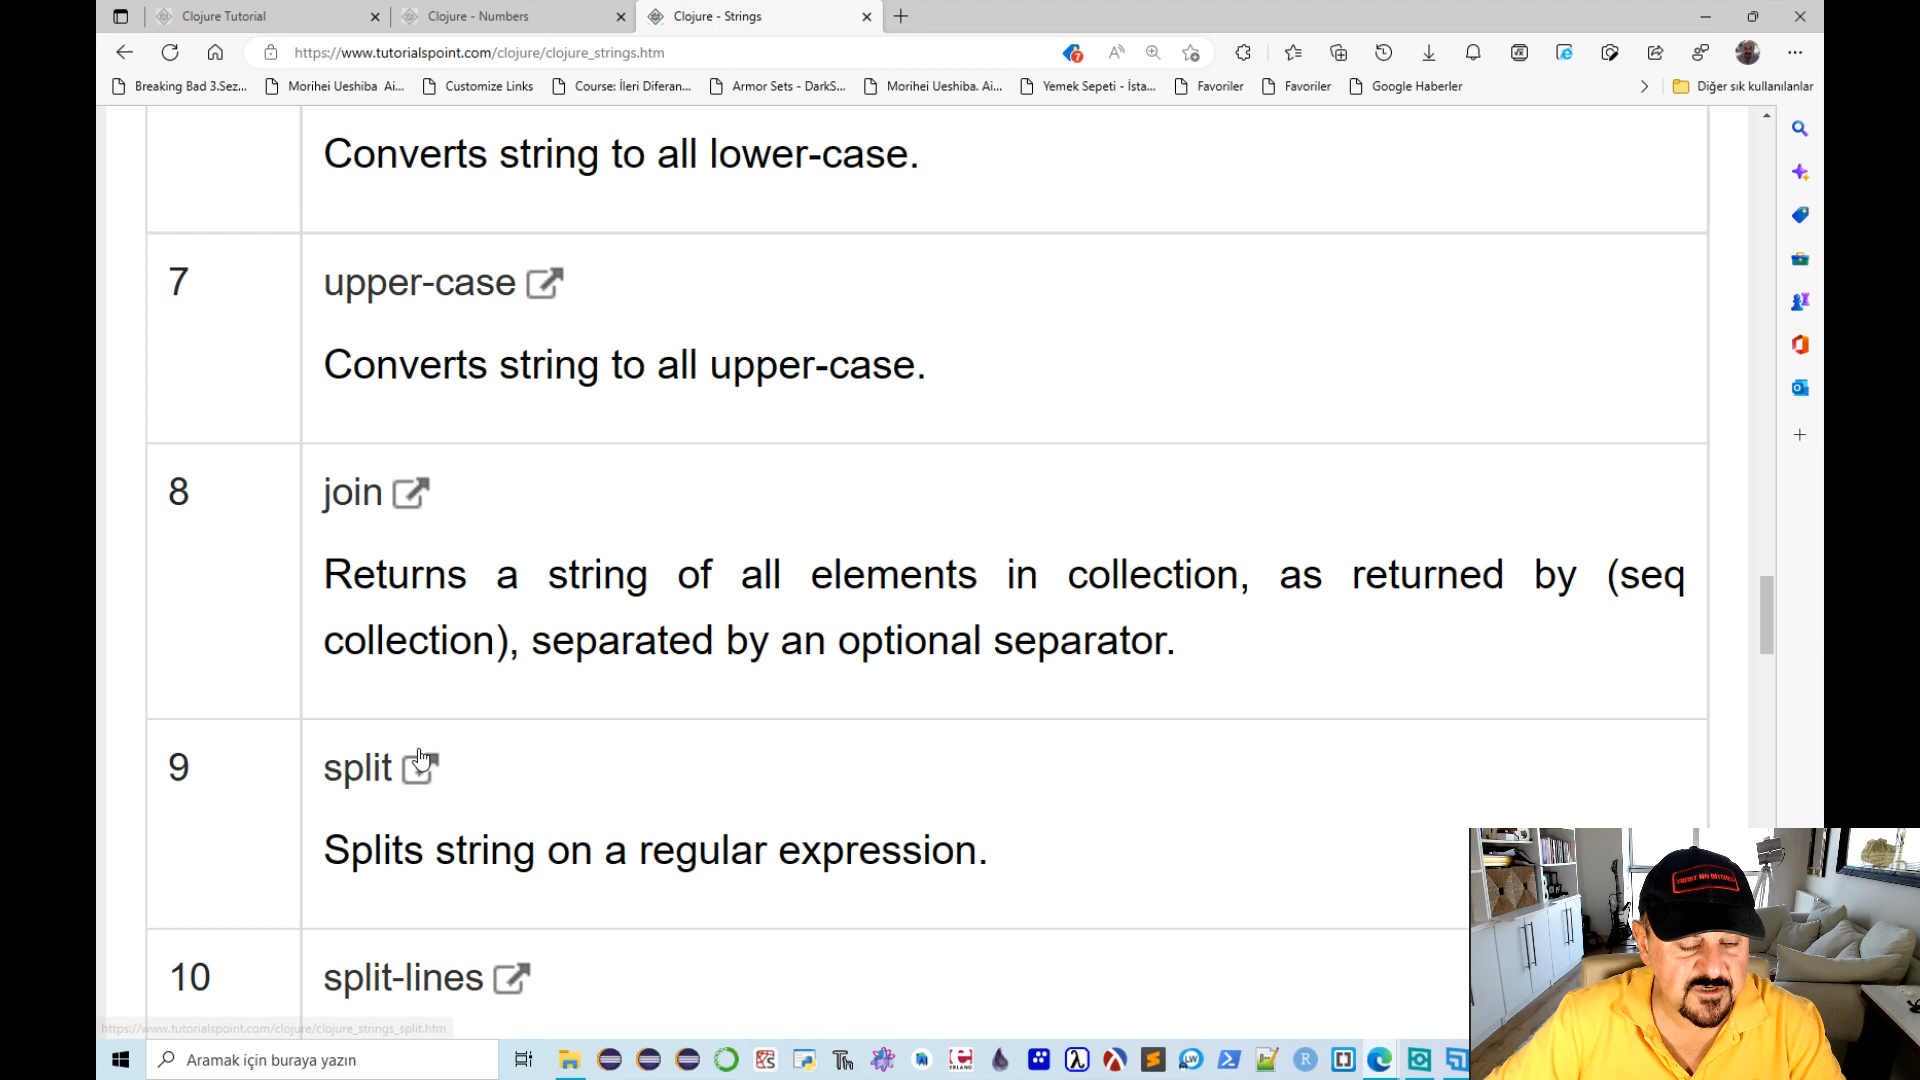 Clojure Tutorial
Clojure - Numbers
Clojure - Strings
https://www.tutorialspoint.com/clojure/clojure_strings.htm
Breaking Bad 3.Sez...
Morihei Ueshiba Ai...
Customize Links
Course: İleri Diferan...
Armor Sets - DarkS...
Morihei Ueshiba. Ai...
Yemek Sepeti - İsta...
Favoriler
Favoriler
Google Haberler
Diğer sık kullanılanlar
Converts string to all lower-case.
7
upper-case
Converts string to all upper-case.
8
join
Returns a string of all elements in collection, as returned by (seq
collection), separated by an optional separator.
9
split
Splits string on a regular expression.
10
split-lines
https://www.tutorialspoint.com/clojure/clojure_strings_split.htm
Aramak için buraya yazın